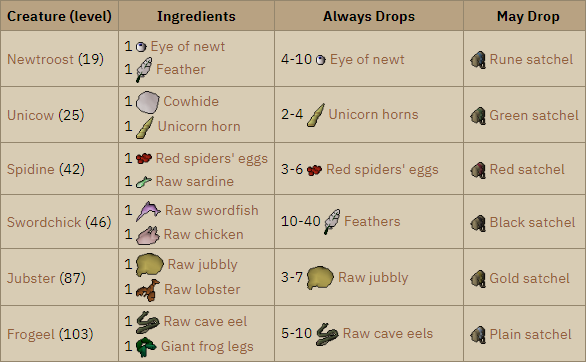 Creature (level) Ingredients Always Drops May Drop
Newtroost (19) 1 Eye of newt 4-10 Eye of newt Rune satchel
1 Feather
Unicow (25) 1 Cowhide 2-4 Unicorn horns Green satchel
1 Unicorn horn
Spidine (42) 1 Red spiders' eggs 3-6 Red spiders' eggs Red satchel
1 Raw sardine
Swordchick (46) 1 Raw swordfish 10-40 Feathers Black satchel
1 Raw chicken
Jubster (87) 1 Raw jubbly 3-7 Raw jubbly Gold satchel
1 Raw lobster
Frogeel (103) 1 Raw cave eel 5-10 Raw cave eels Plain satchel
1 Giant frog legs